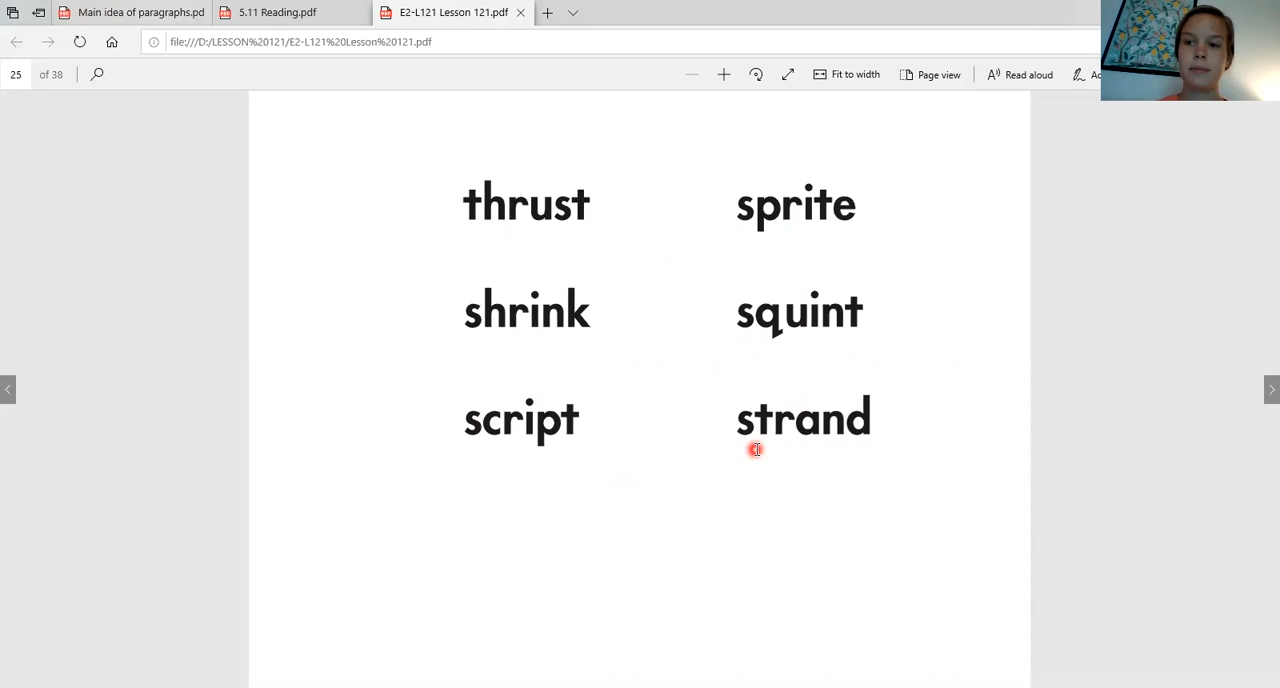 Main idea of paragraphs.pd
5.11 Reading.pdf
E2-L121 Lesson 121.pdf
file:///D:/LESSON%20121/E2-L121%20Lesson%20121.pdf
25 of 38
Fit to width
Page view
Read aloud
thrust sprite
shrink squint
script strand